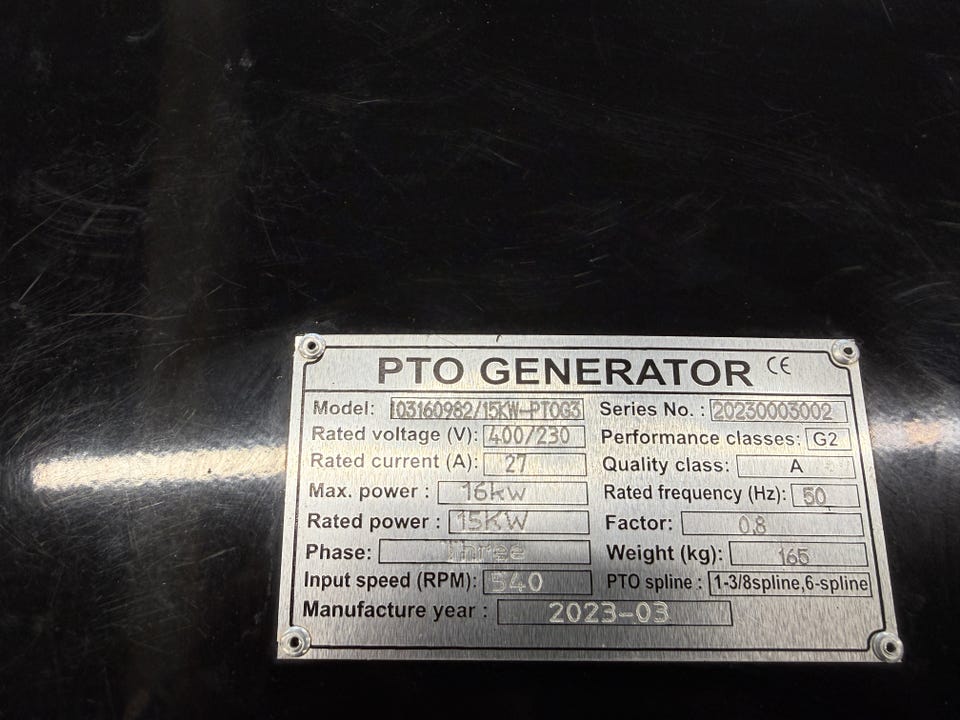 PTO GENERATOR CE
Model: 103160982/15KW-PTOG3 Series No. : 20230003002
Rated voltage (V): 400/230 Performance classes: G2
Rated current (A): 27 Quality class: A
Max. power : 16kw Rated frequency (Hz): 50
Rated power : 15KW Factor: 0,8
Phase: three Weight (kg): 165
Input speed (RPM): 540 PTO spline : 1-3/8spline,6-spline
Manufacture year : 2023-03